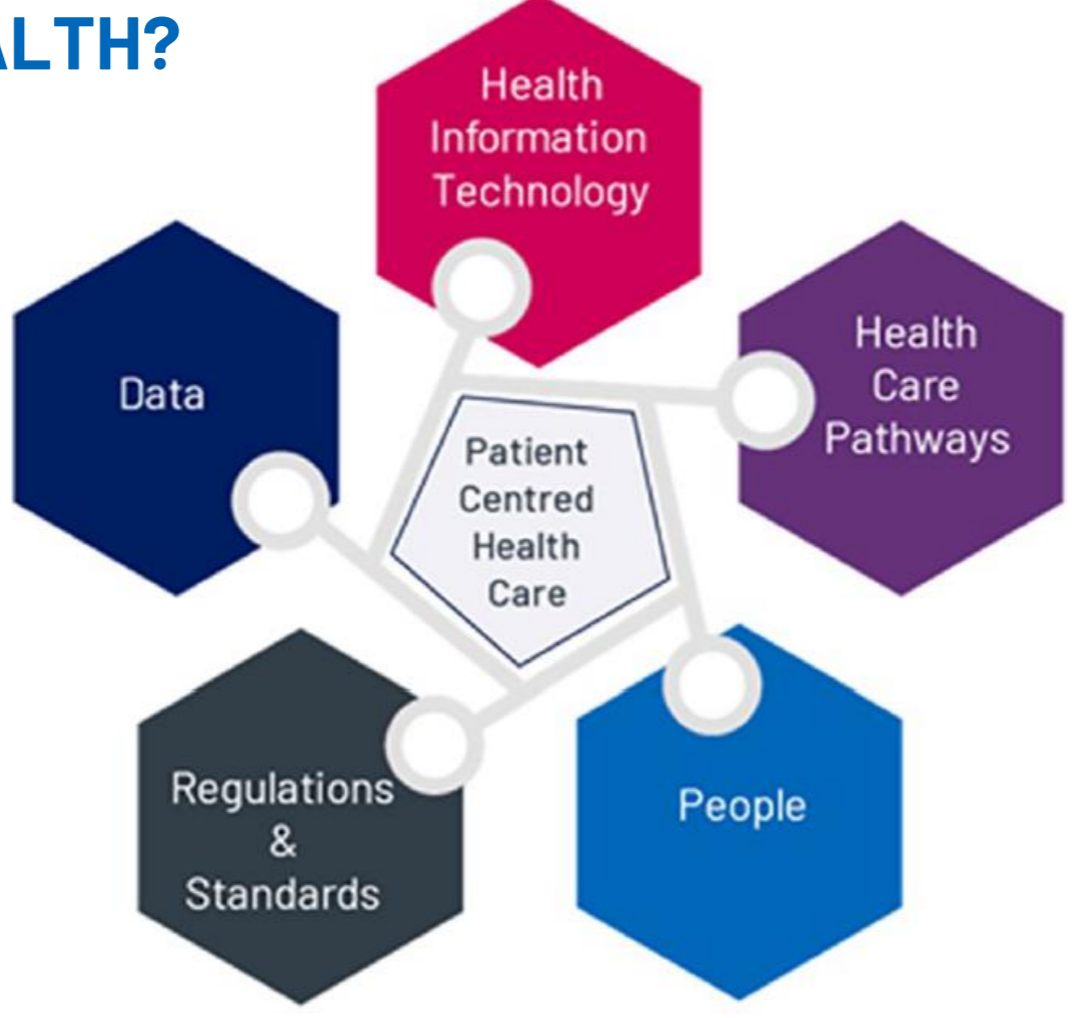 ALTH?
Health
Information
Technology
Health
Care
Pathways
Data
Patient
Centred
Health
Care
Regulations
&
Standards
People